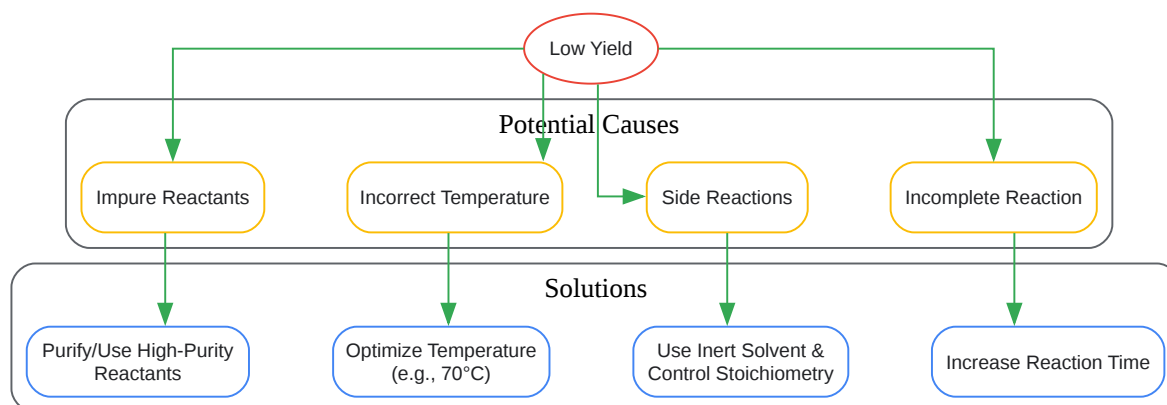 Low Yield
Potential Causes
Impure Reactants
Incorrect Temperature
Side Reactions
Incomplete Reaction
Solutions
Purify/Use High-Purity
Reactants
Optimize Temperature
(e.g., 70°C)
Use Inert Solvent &
Control Stoichiometry
Increase Reaction Time